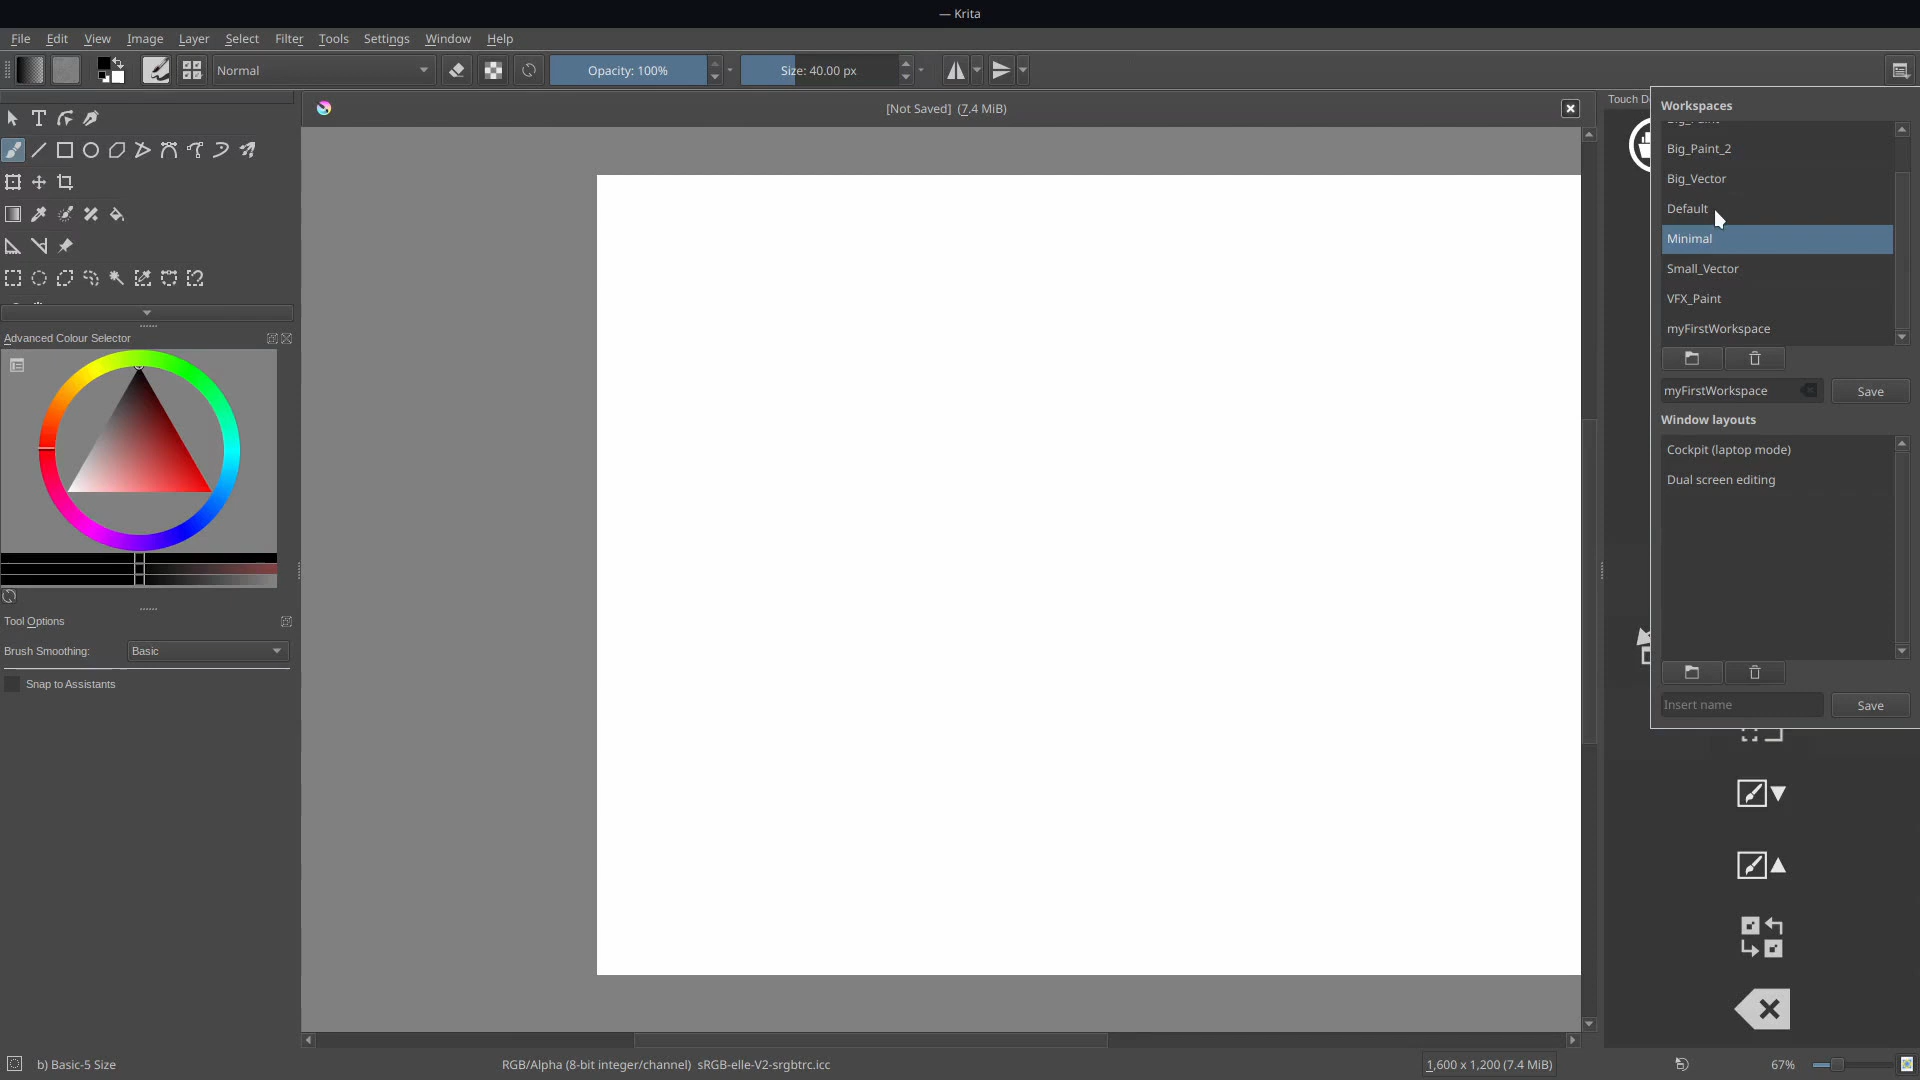 — Krita
File Edit View Image Layer Select Filter Tools Settings Window Help
Normal
Opacity: 100%
Size: 40.00 px
[Not Saved] (7.4 MiB)
Touch D
Workspaces
Big_Paint_2
Big_Vector
Default
Minimal
Small_Vector
VFX_Paint
myFirstWorkspace
myFirstWorkspace
Save
Window layouts
Cockpit (laptop mode)
Dual screen editing
Insert name
Save
Advanced Colour Selector
Tool Options
Brush Smoothing: Basic
Snap to Assistants
b) Basic-5 Size
RGB/Alpha (8-bit integer/channel) sRGB-elle-V2-srgbtrc.icc
1,600 x 1,200 (7.4 MiB)
67%